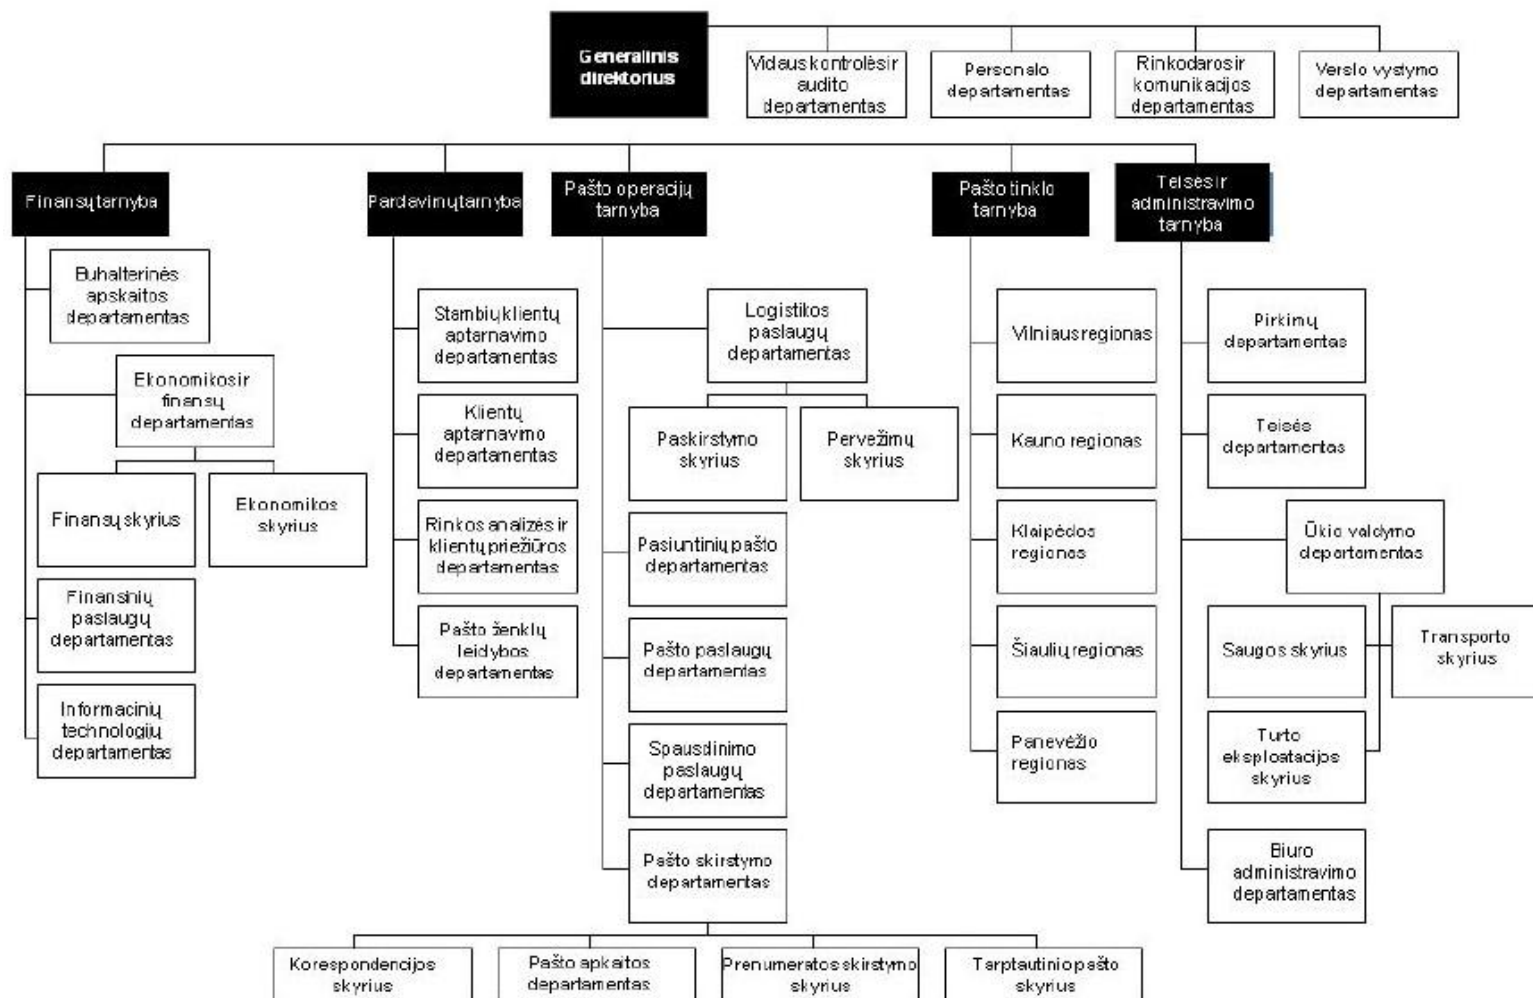 Generalinis
direktorius
Vidaus kontrolės ir
audito
departamentas
Personalo
departamentas
Rinkodaros ir
komunikacijos
departamentas
Verslo vystymo
departamentas
Finansų tarnyba
Pardavimų tarnyba
Pašto operacijų
tarnyba
Pašto tinklo
tarnyba
Teisės ir
administravimo
tarnyba
Buhalterinės
apskaitos
departamentas
Ekonomikos ir
finansų
departamentas
Finansų skyrius
Ekonomikos
skyrius
Finansinių
paslaugų
departamentas
Informacinių
technologijų
departamentas
Stambių klientų
aptarnavimo
departamentas
Klientų
aptarnavimo
departamentas
Rinkos analizės ir
klientų priežiūros
departamentas
Pašto ženklų
leidybos
departamentas
Logistikos
paslaugų
departamentas
Paskirstymo
skyrius
Pervežimų
skyrius
Pasiuntinių pašto
departamentas
Pašto paslaugų
departamentas
Spausdinimo
paslaugų
departamentas
Pašto skirstymo
departamentas
Korespondencijos
skyrius
Pašto apkaitos
departamentas
Prenumeratos skirstymo
skyrius
Tarptautinio pašto
skyrius
Vilniaus regionas
Kauno regionas
Klaipėdos
regionas
Šiaulių regionas
Panevėžio
regionas
Pirkimų
departamentas
Teisės
departamentas
Ūkio valdymo
departamentas
Saugos skyrius
Transporto
skyrius
Turto
eksploatacijos
skyrius
Biuro
administravimo
departamentas